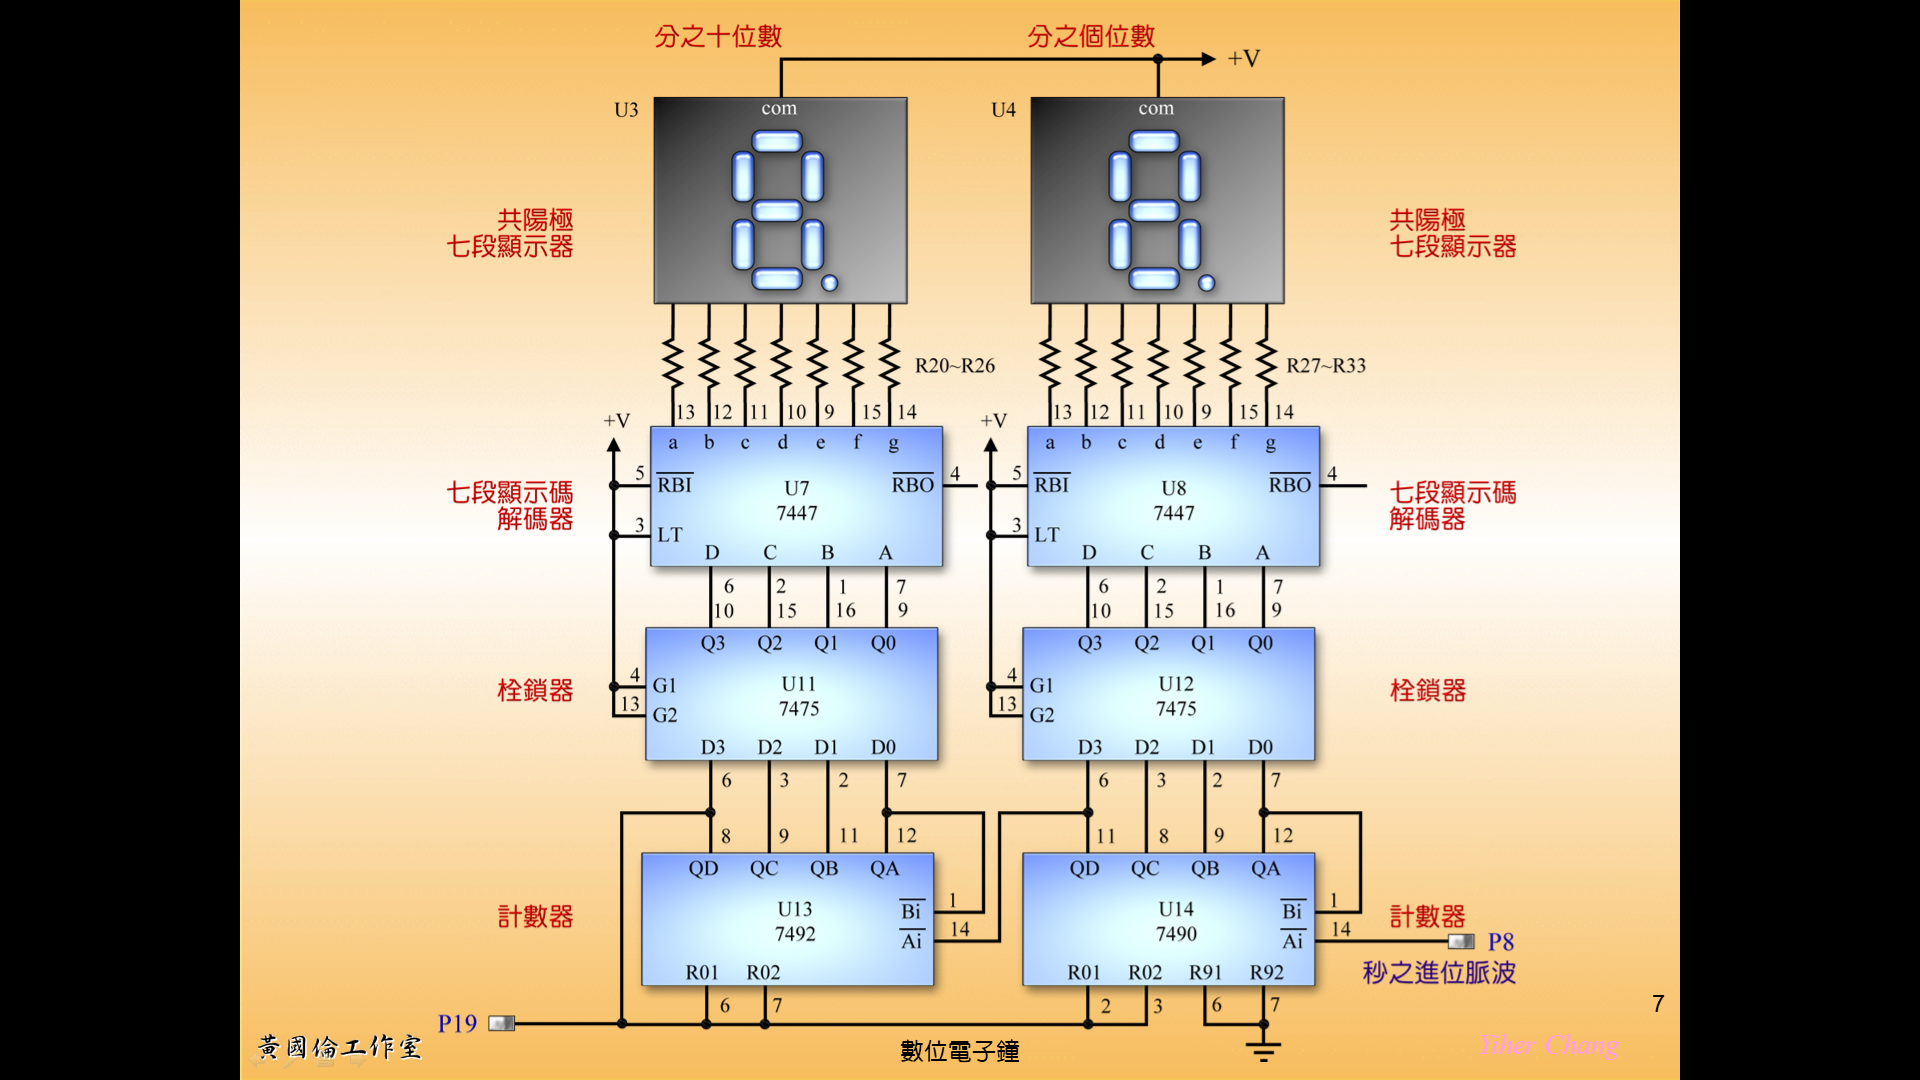 分之十位數 分之個位數
+V
U3 com U4 com
共陽極
七段顯示器
共陽極
七段顯示器
R20~R26 R27~R33
13 12 11 10 9 15 14 13 12 11 10 9 15 14
+V +V
a b c d e f g a b c d e f g
5 RBI U7 RBO 4 5 RBI U8 RBO 4
7447 7447
七段顯示碼
解碼器
七段顯示碼
解碼器
3 LT 3 LT
D C B A D C B A
6 2 1 7 6 2 1 7
10 15 16 9 10 15 16 9
Q3 Q2 Q1 Q0 Q3 Q2 Q1 Q0
栓鎖器 4 G1 U11 4 G1 U12 栓鎖器
13 G2 7475 13 G2 7475
D3 D2 D1 D0 D3 D2 D1 D0
6 3 2 7 6 3 2 7
8 9 11 12 11 8 9 12
QD QC QB QA QD QC QB QA
計數器 U13 Bi 1 U14 Bi 1 計數器
7492 Ai 14 7490 Ai 14 P8
R01 R02 R01 R02 R91 R92 秒之進位脈波
6 7 2 3 6 7
7
P19
黃國倫工作室 數位電子鐘 Yiher Chang